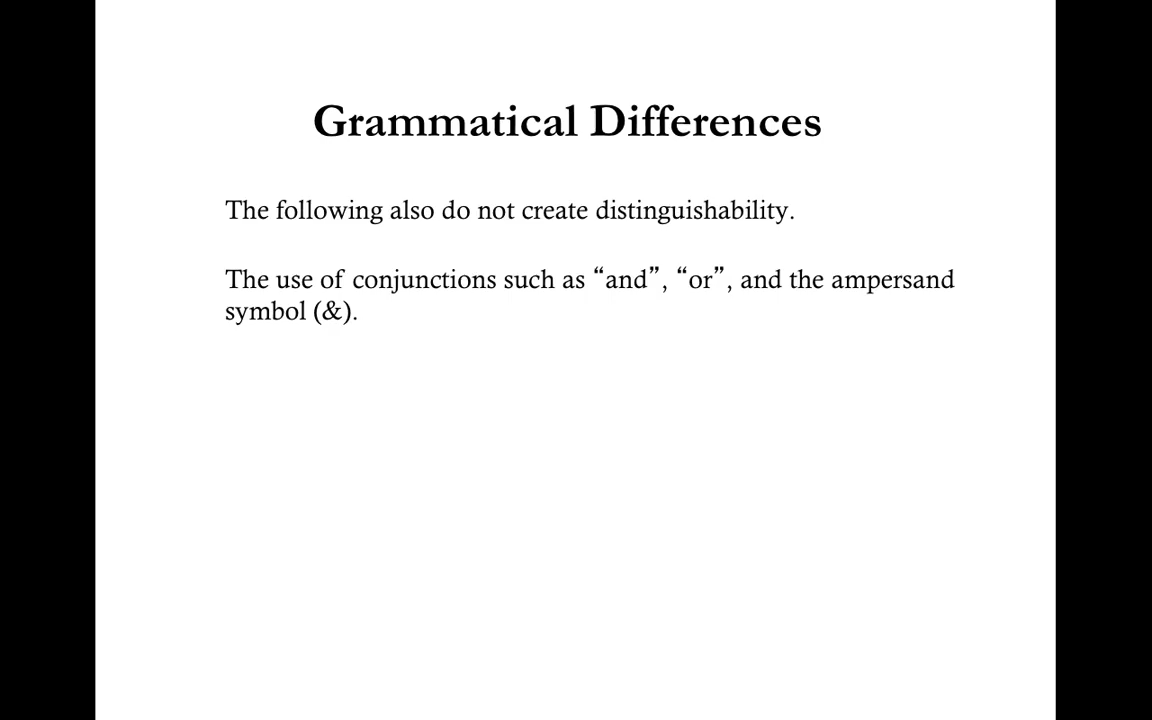 Grammatical Differences
The following also do not create distinguishability.
The use of conjunctions such as “and”, “or”, and the ampersand
symbol (&).